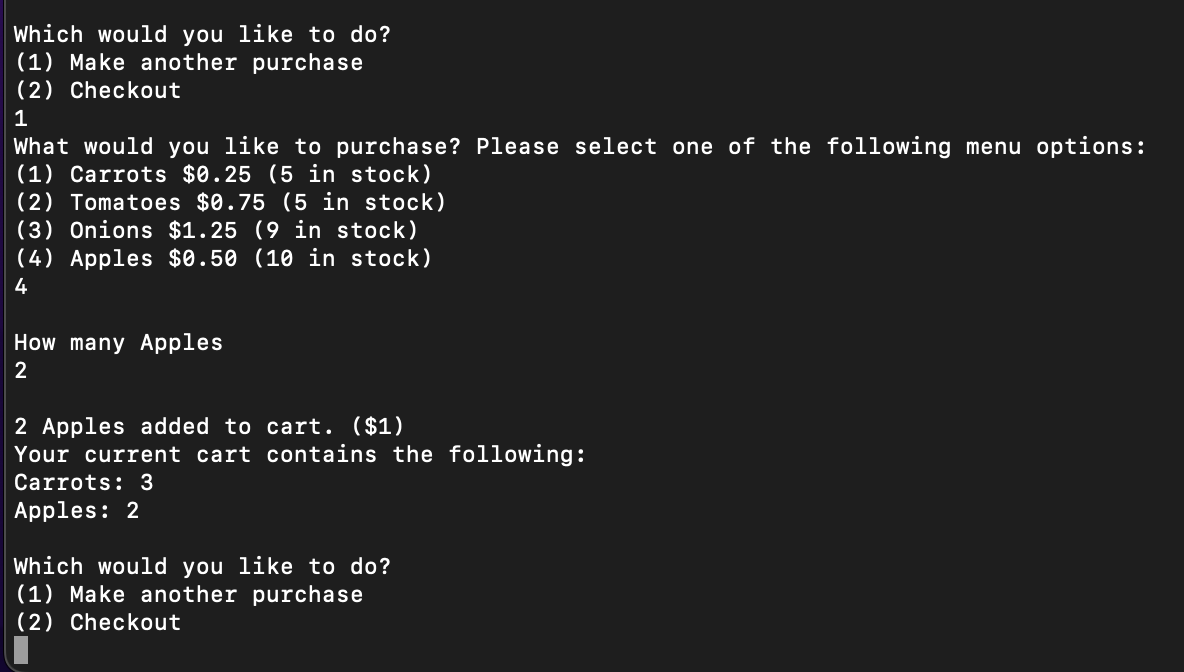 Which would you like to do?
(1) Make another purchase
(2) Checkout
1
What would you like to purchase? Please select one of the following menu options:
(1) Carrots $0.25 (5 in stock)
(2) Tomatoes $0.75 (5 in stock)
(3) Onions $1.25 (9 in stock)
(4) Apples $0.50 (10 in stock)
4
How many Apples
2
2 Apples added to cart. ($1)
Your current cart contains the following:
Carrots: 3
Apples: 2
Which would you like to do?
(1) Make another purchase
(2) Checkout